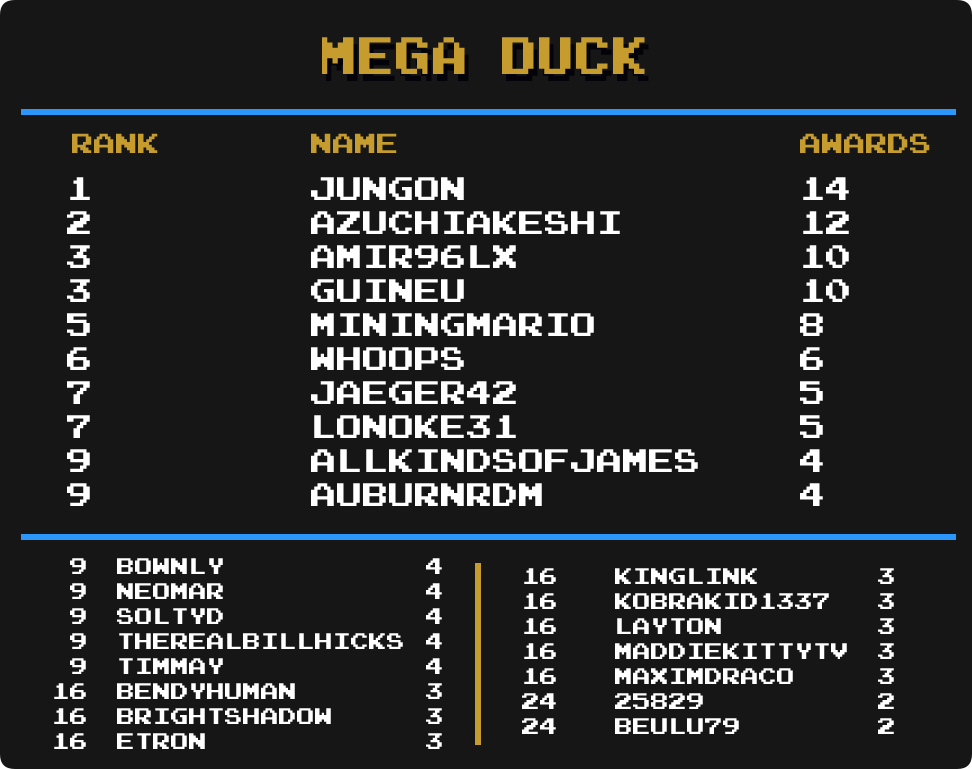 MEGA DUCK
RANK NAME AWARDS
1 JUNGON 14
2 AZUCHIAKESHI 12
3 AMIR96LX 10
3 GUINEU 10
5 MININGMARIO 8
6 WHOOPS 6
7 JAEGER42 5
7 LONOKE31 5
9 ALLKINDSOFJAMES 4
9 AUBURNRDM 4
9 BOWNLY 4
9 NEOMAR 4
9 SOLTYD 4
9 THEREALBILLHICKS 4
9 TIMMAY 4
16 BENDYHUMAN 3
16 BRIGHTSHADOW 3
16 ETRON 3
16 KINGLINK 3
16 KOBRAKID1337 3
16 LAYTON 3
16 MADDIEKITTYTV 3
16 MAXIMDRACO 3
24 25829 2
24 BEULU79 2